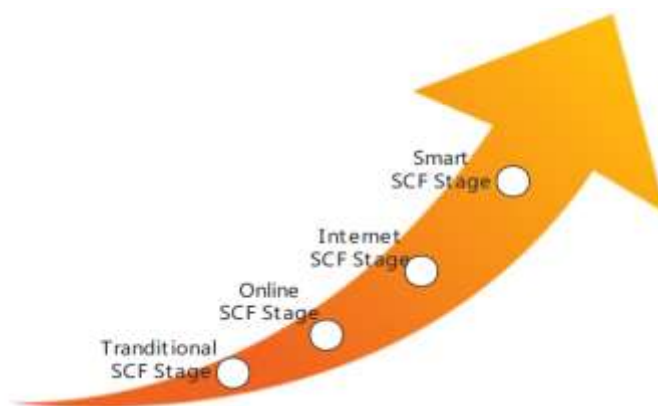 Smart
SCF Stage
Internet
SCF Stage
Online
SCF Stage
Tranditional
SCF Stage